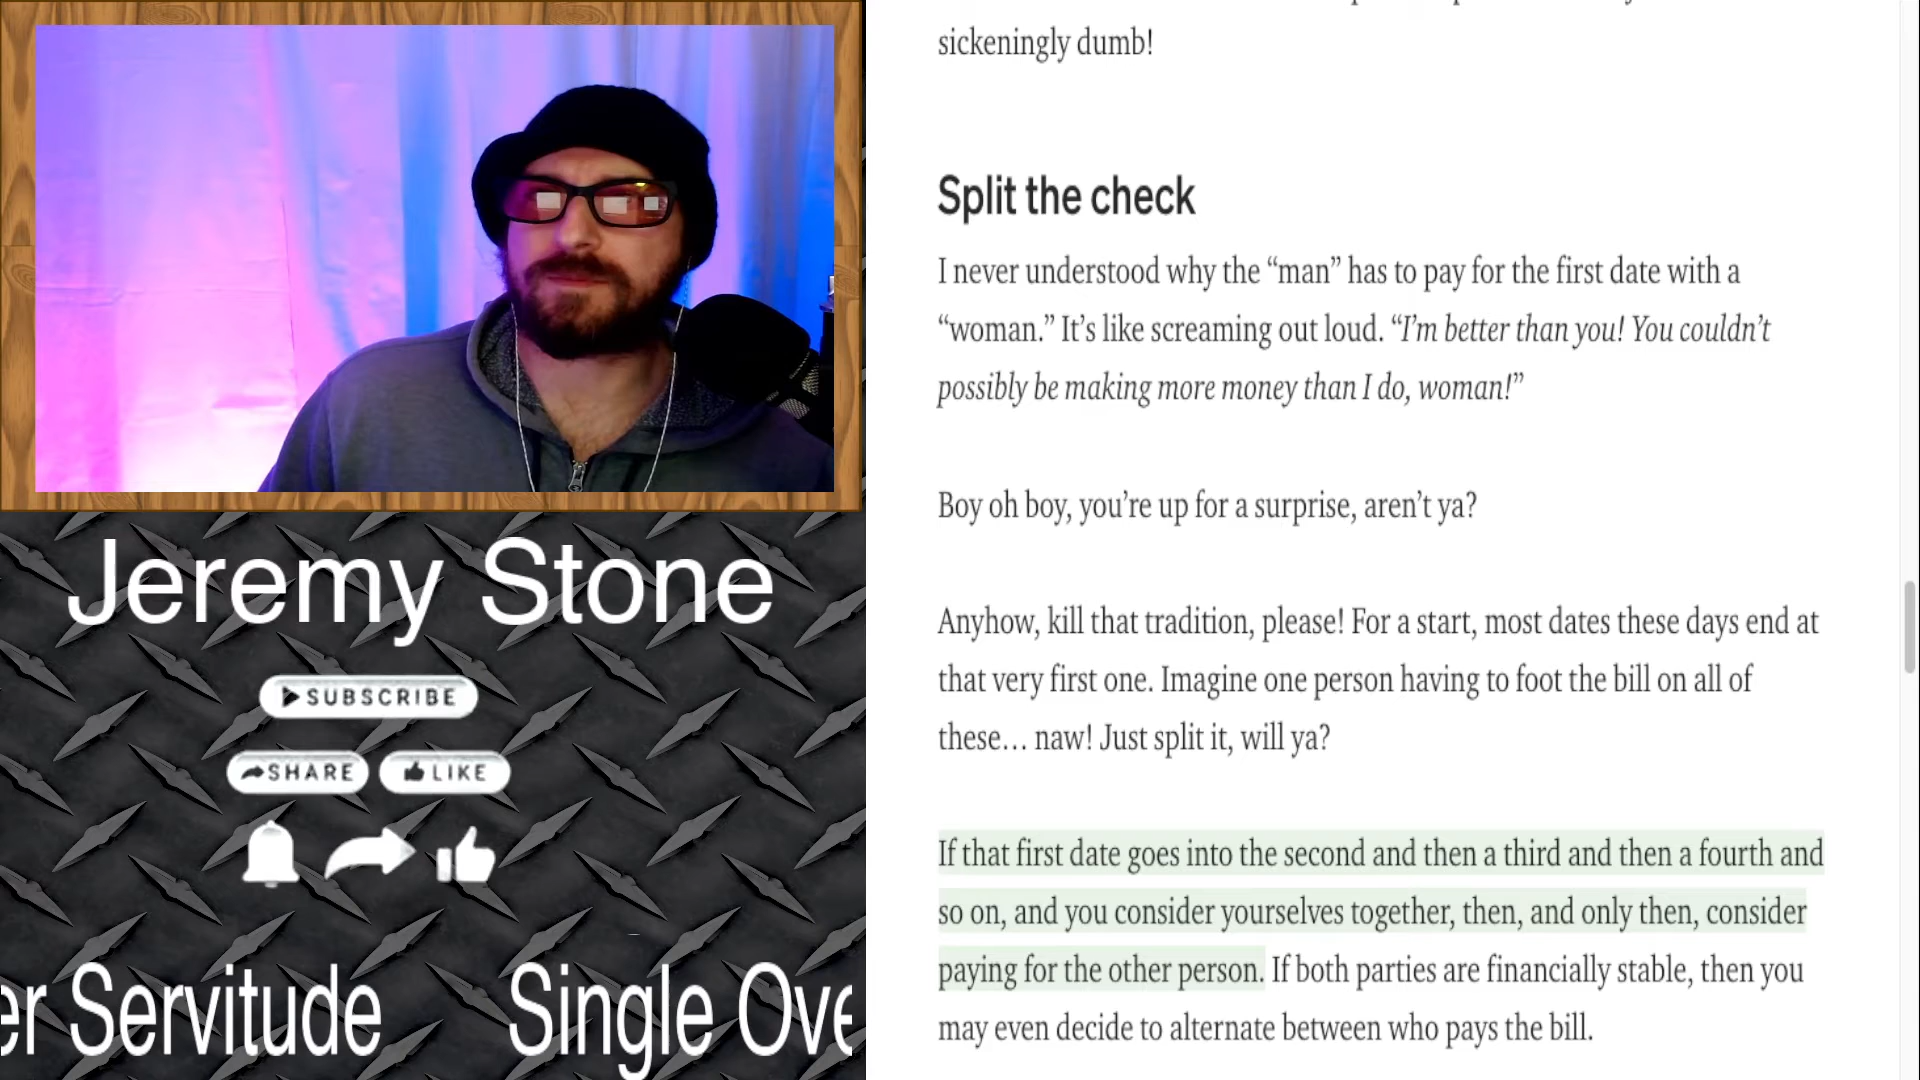 sickeningly dumb!
Split the check
I never understood why the “man” has to pay for the first date with a
“woman.” It’s like screaming out loud. “I’m better than you! You couldn’t
possibly be making more money than I do, woman!”
Boy oh boy, you’re up for a surprise, aren’t ya?
Anyhow, kill that tradition, please! For a start, most dates these days end at
that very first one. Imagine one person having to foot the bill on all of
these… naw! Just split it, will ya?
If that first date goes into the second and then a third and then a fourth and
so on, and you consider yourselves together, then, and only then, consider
paying for the other person. If both parties are financially stable, then you
may even decide to alternate between who pays the bill.
Jeremy Stone
SUBSCRIBE
SHARE LIKE
er Servitude Single Ove